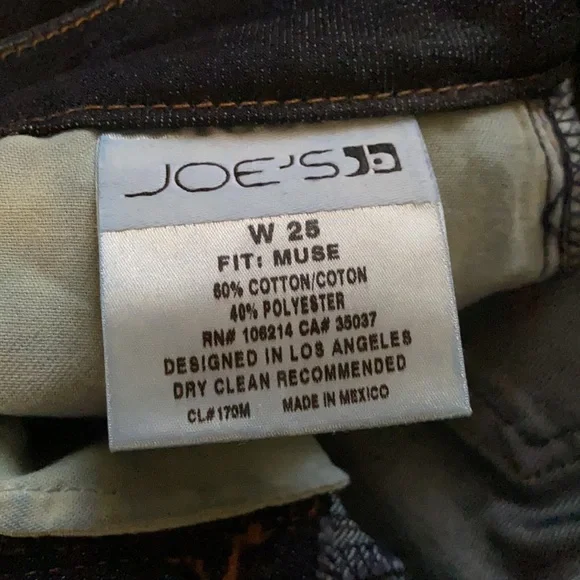 JOE'S
W 25
FIT: MUSE
60% COTTON/COTON
40% POLYESTER
RN# 106214 CA# 35037
DESIGNED IN LOS ANGELES
DRY CLEAN RECOMMENDED
CL#170M MADE IN MEXICO